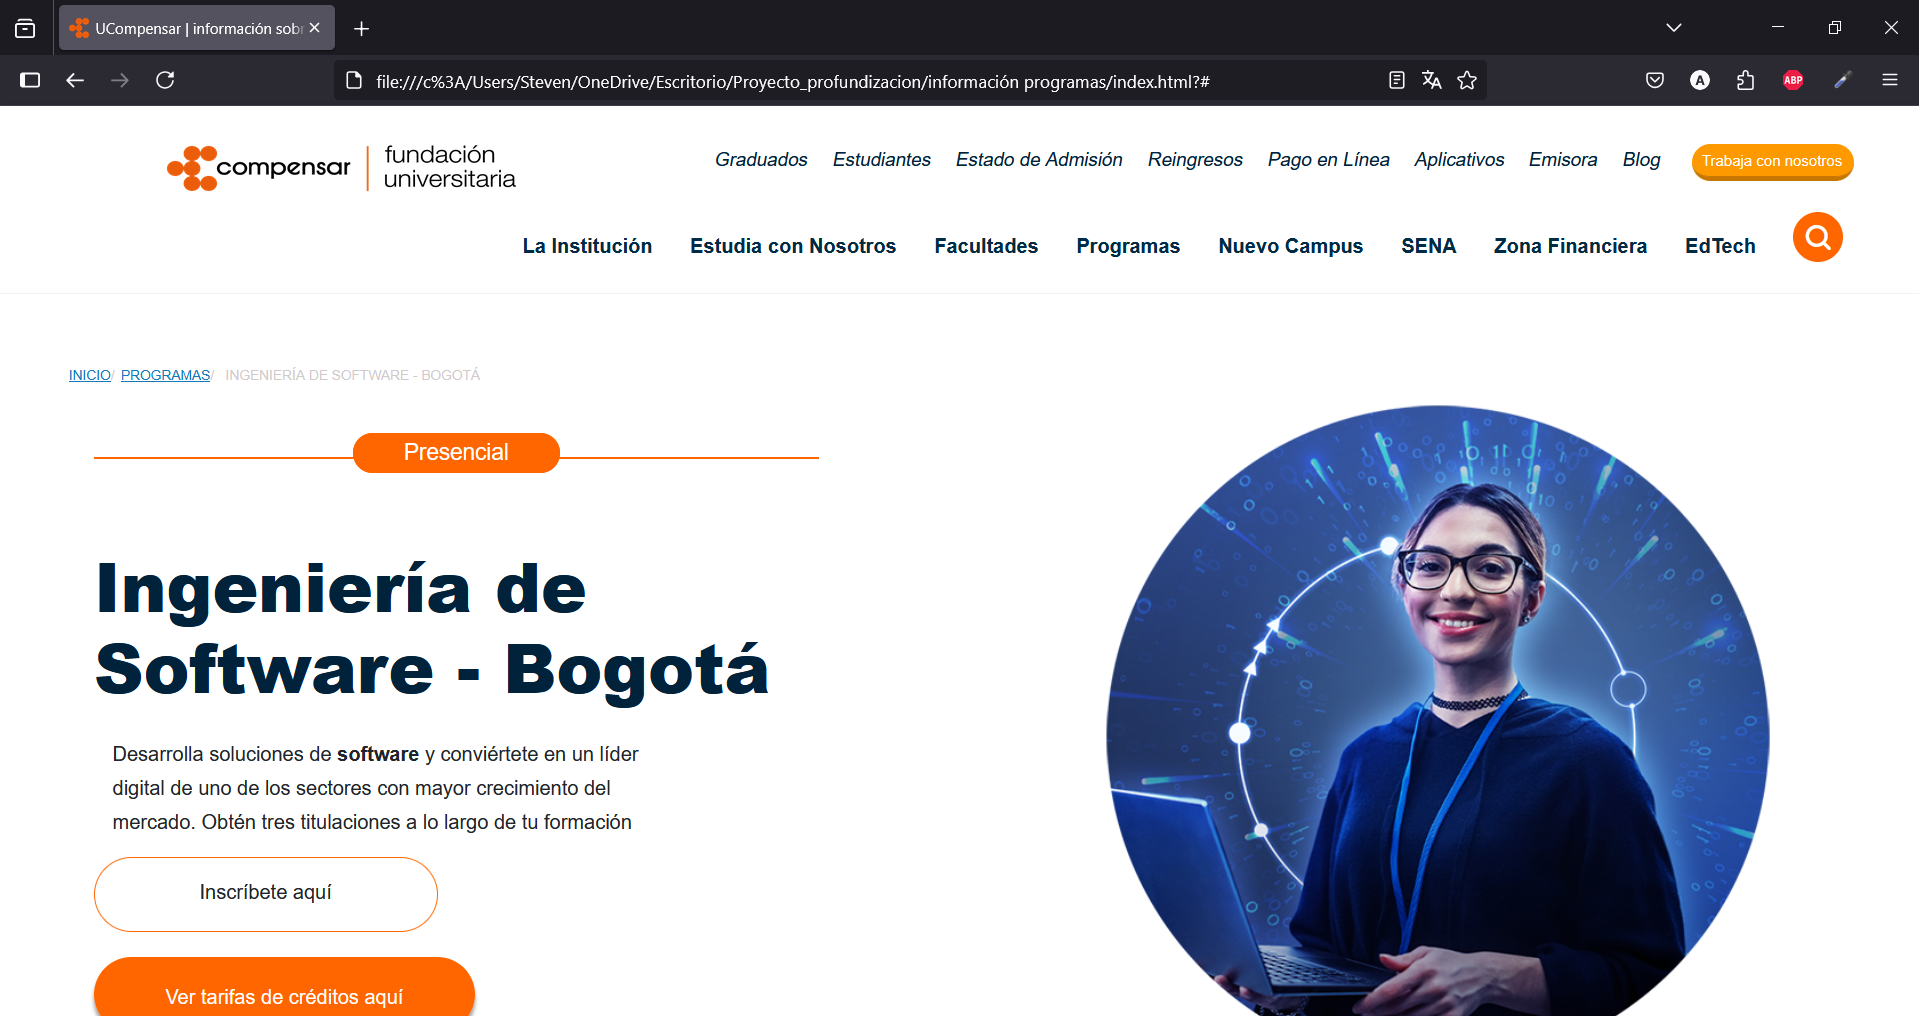 UCompensar | información sob
file:///c%3A/Users/Steven/OneDrive/Escritorio/Proyecto_profundizacion/información programas/index.html?#
A
ABP
compensar
fundación
universitaria
Graduados Estudiantes Estado de Admisión Reingresos Pago en Línea Aplicativos Emisora Blog Trabaja con nosotros
La Institución Estudia con Nosotros Facultades Programas Nuevo Campus SENA Zona Financiera EdTech
INICIO/ PROGRAMAS/ INGENIERÍA DE SOFTWARE - BOGOTÁ
Presencial
Ingeniería de
Software - Bogotá
Desarrolla soluciones de software y conviértete en un líder
digital de uno de los sectores con mayor crecimiento del
mercado. Obtén tres titulaciones a lo largo de tu formación
Inscríbete aquí
Ver tarifas de créditos aquí